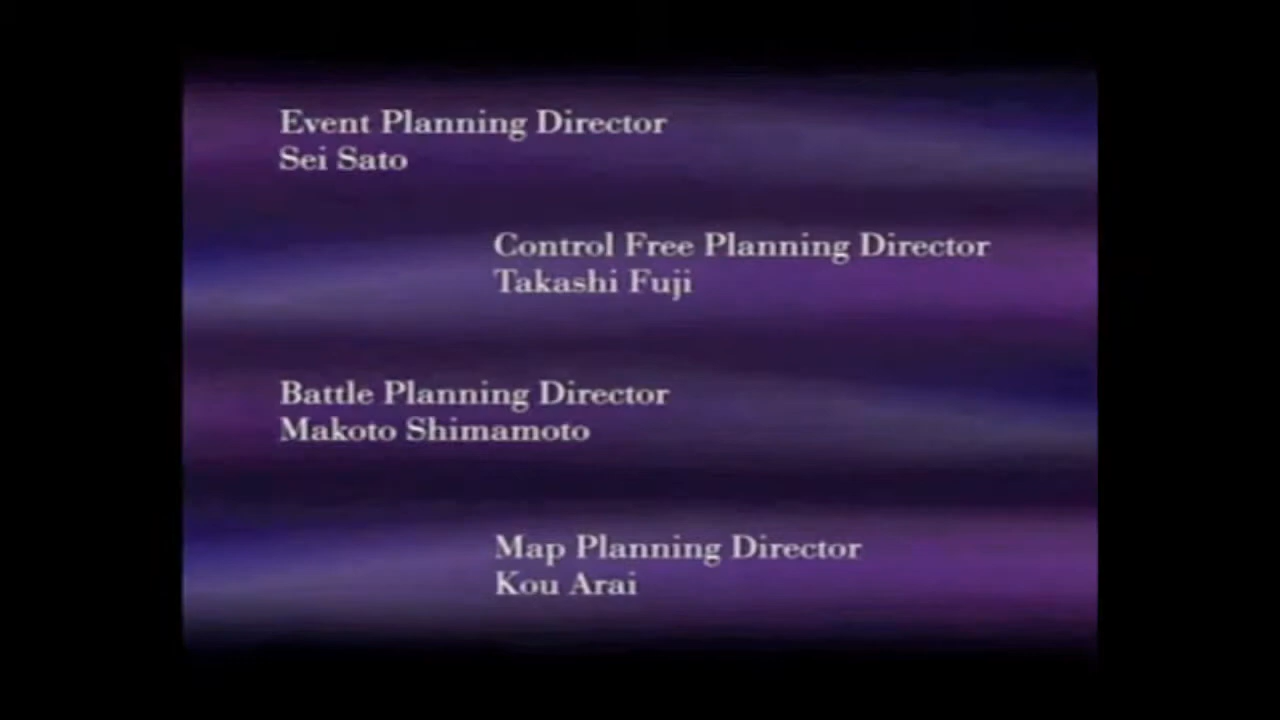 Event Planning Director
Sei Sato
Control Free Planning Director
Takashi Fuji
Battle Planning Director
Makoto Shimamoto
Map Planning Director
Kou Arai